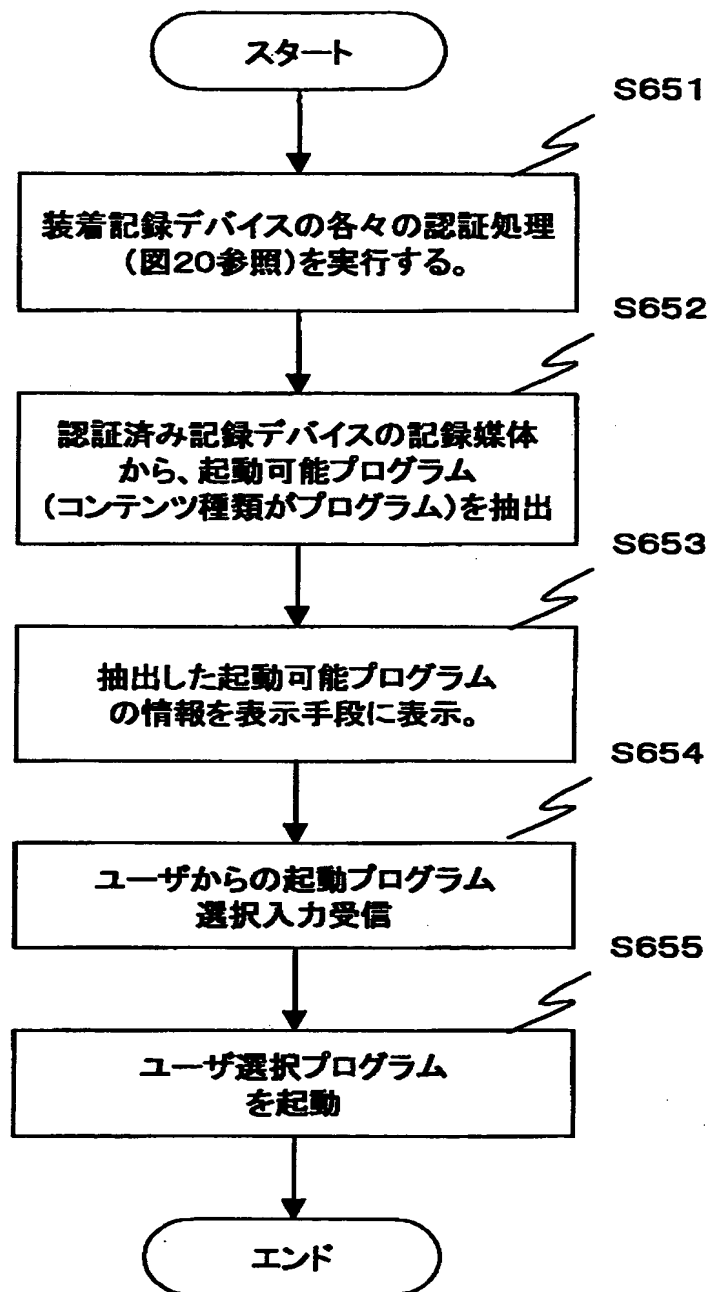 スタート
S651
装着記録デバイスの各々の認証処理
(図20参照)を実行する。
S652
認証済み記録デバイスの記録媒体
から、起動可能プログラム
(コンテンツ種類がプログラム)を抽出
S653
抽出した起動可能プログラム
の情報を表示手段に表示。
S654
ユーザからの起動プログラム
選択入力受信
S655
ユーザ選択プログラム
を起動
エンド